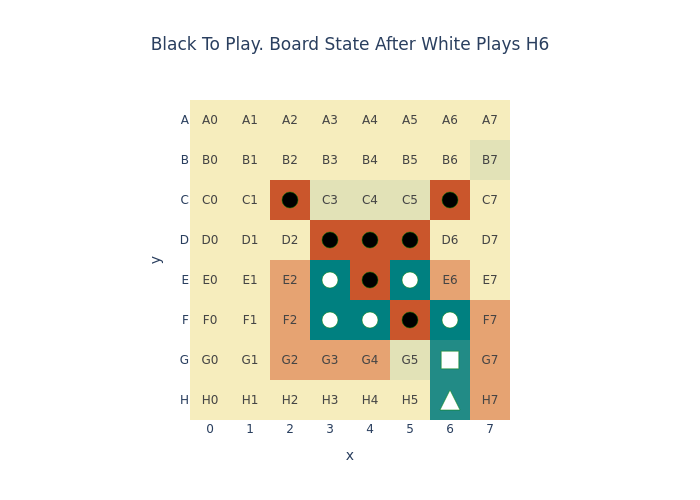 Black To Play. Board State After White Plays H6
A A0 A1 A2 A3 A4 A5 A6 A7
B B0 B1 B2 B3 B4 B5 B6 B7
C C0 C1 C3 C4 C5 C7
D D0 D1 D2 D6 D7
y
E E0 E1 E2 E6 E7
F F0 F1 F2 F7
G G0 G1 G2 G3 G4 G5 G7
H H0 H1 H2 H3 H4 H5 H7
0 1 2 3 4 5 6 7
x